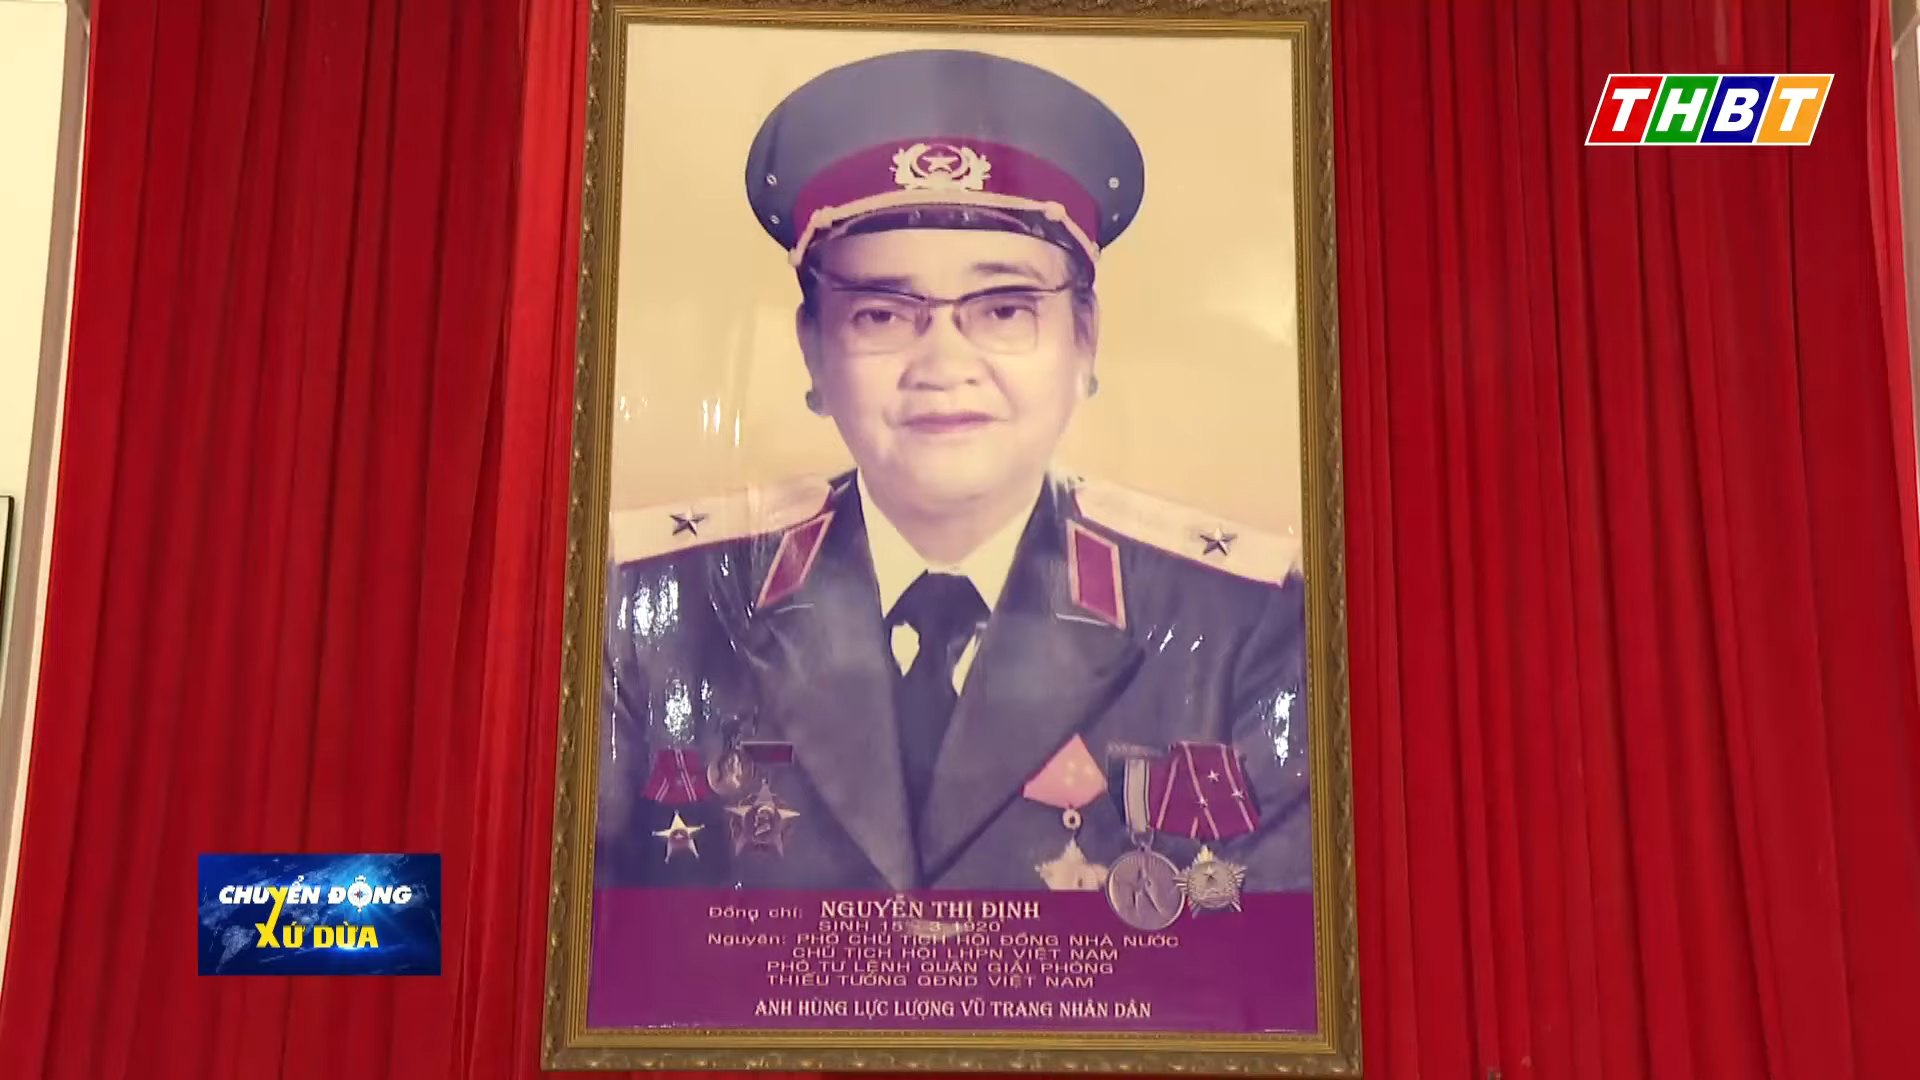 THBT
Đồng chí: NGUYỄN THỊ ĐỊNH
SINH 15 - 3 1920
Nguyên: PHÓ CHỦ TỊCH HỘI ĐỒNG NHÀ NƯỚC
CHỦ TỊCH HỘI LHPN VIỆT NAM
PHÓ TƯ LỆNH QUÂN GIẢI PHÓNG
THIẾU TƯỚNG QĐND VIỆT NAM
ANH HÙNG LỰC LƯỢNG VŨ TRANG NHÂN DÂN
CHUYỂN ĐỘNG
XỨ DỪA